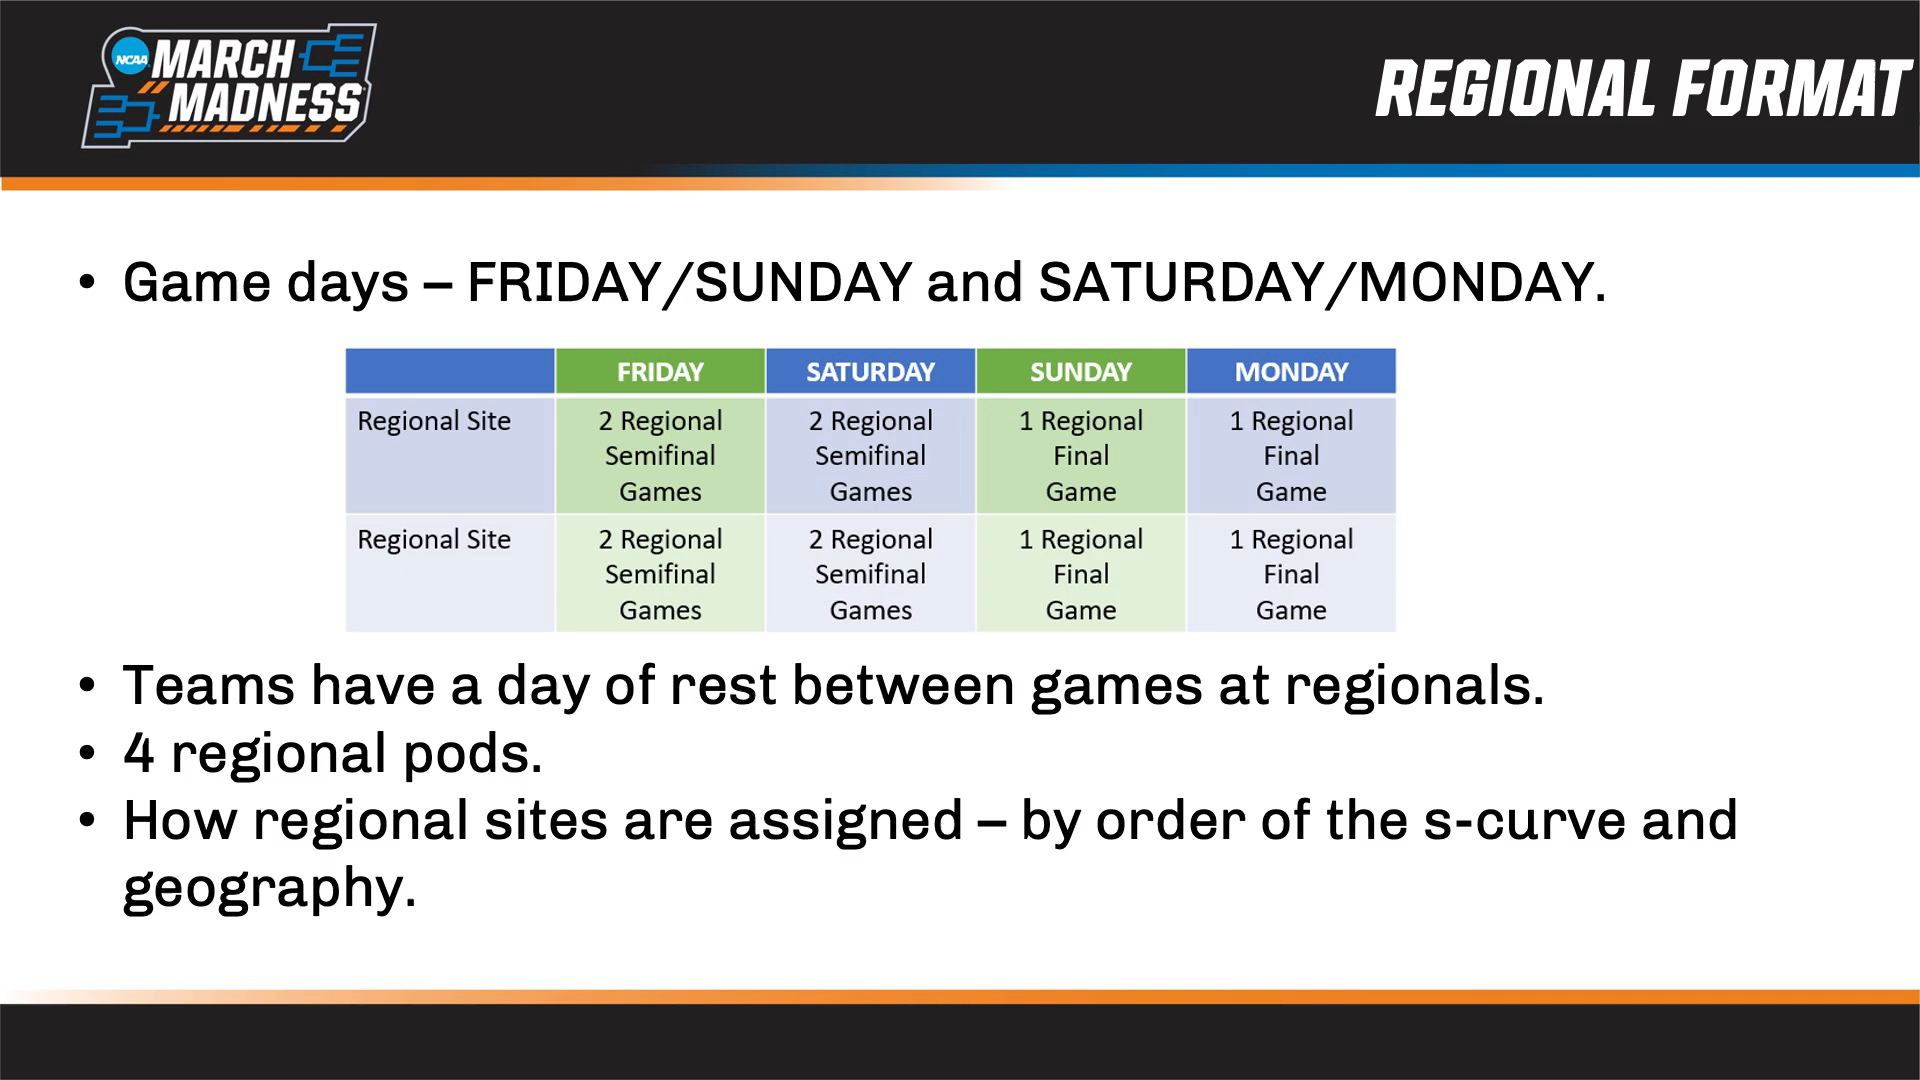 NCAA
MARCH
MADNESS
REGIONAL FORMAT
• Game days – FRIDAY/SUNDAY and SATURDAY/MONDAY.
FRIDAY SATURDAY SUNDAY MONDAY
Regional Site 2 Regional 2 Regional 1 Regional 1 Regional
Semifinal Semifinal Final Final
Games Games Game Game
Regional Site 2 Regional 2 Regional 1 Regional 1 Regional
Semifinal Semifinal Final Final
Games Games Game Game
• Teams have a day of rest between games at regionals.
• 4 regional pods.
• How regional sites are assigned – by order of the s-curve and
geography.